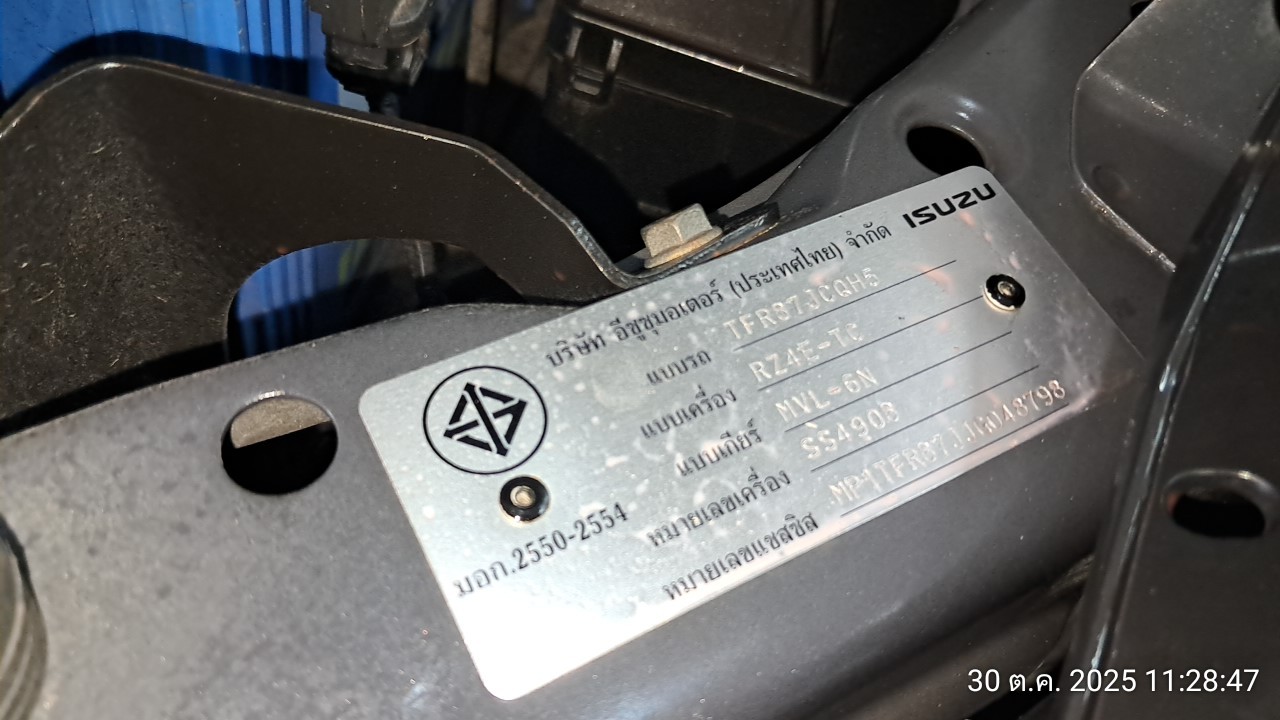 ISUZU
บริษัท อีซูซุมอเตอร์ (ประเทศไทย) จำกัด
แบบรถ TFR87JCQH5
แบบเครื่อง RZ4E-TC
แบบเกียร์ MVL-6N
หมายเลขเครื่อง SS4908
หมายเลขแชสซิส
มอก.2550-2554
30 ต.ค. 2025 11:28:47